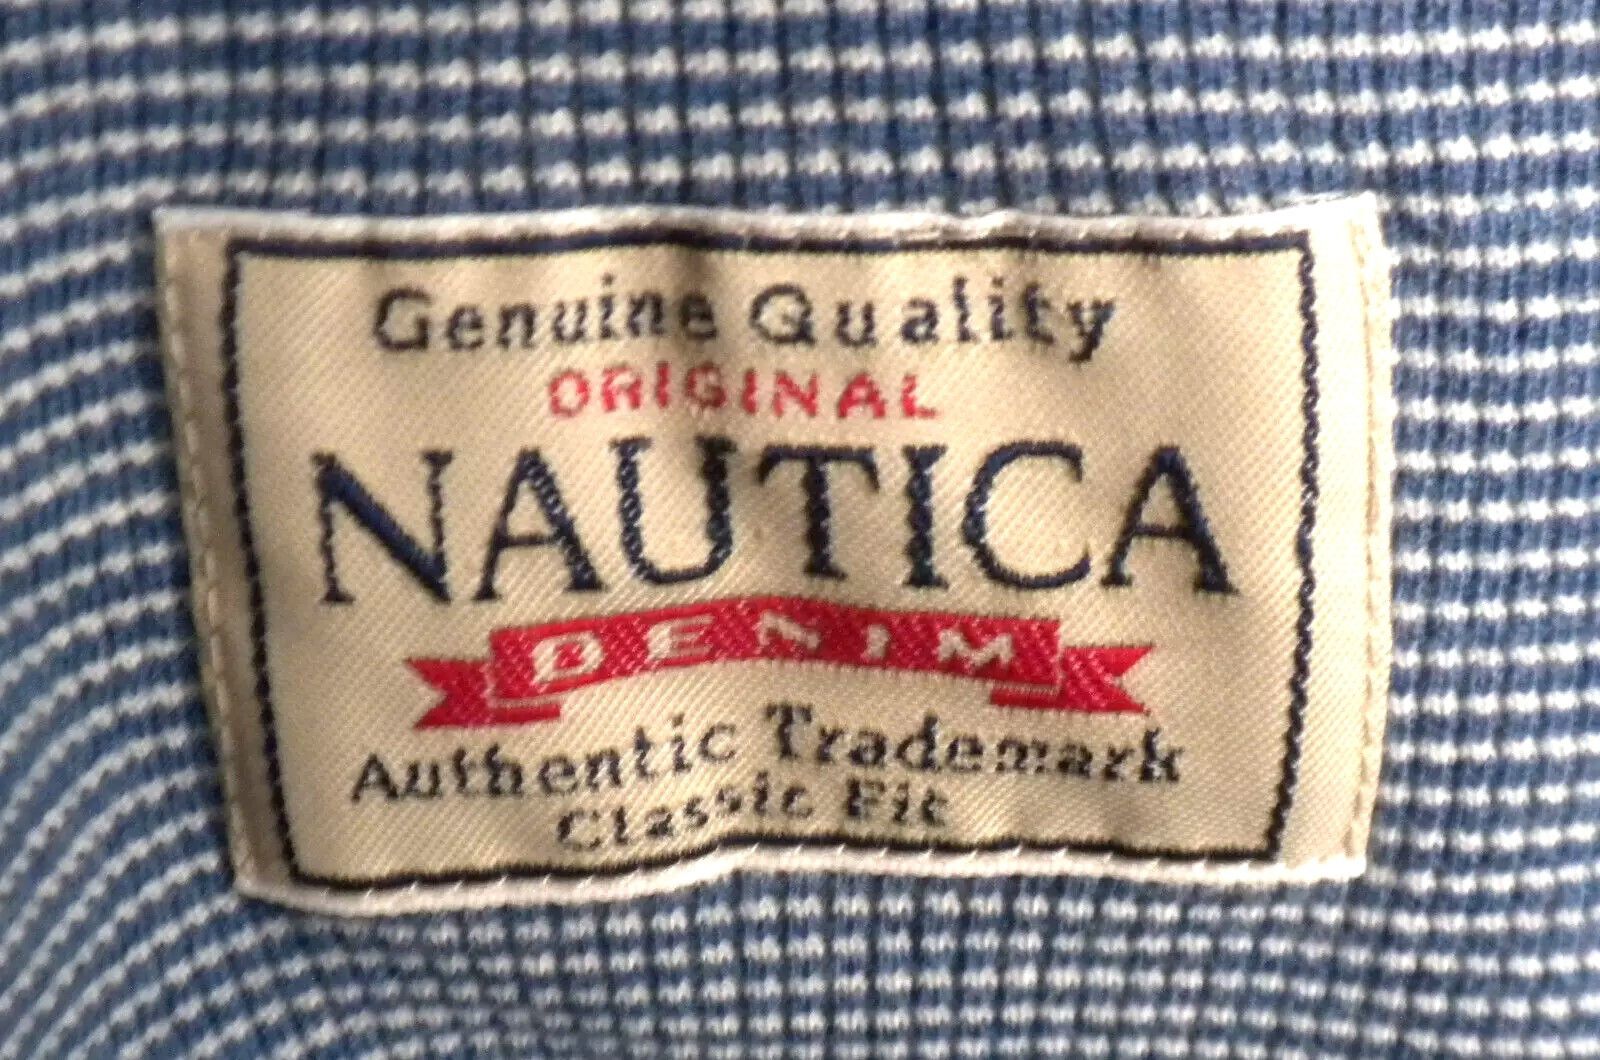 Genuine Quality
ORIGINAL
NAUTICA
DENIM
Authentic Trademark
Classic Fit